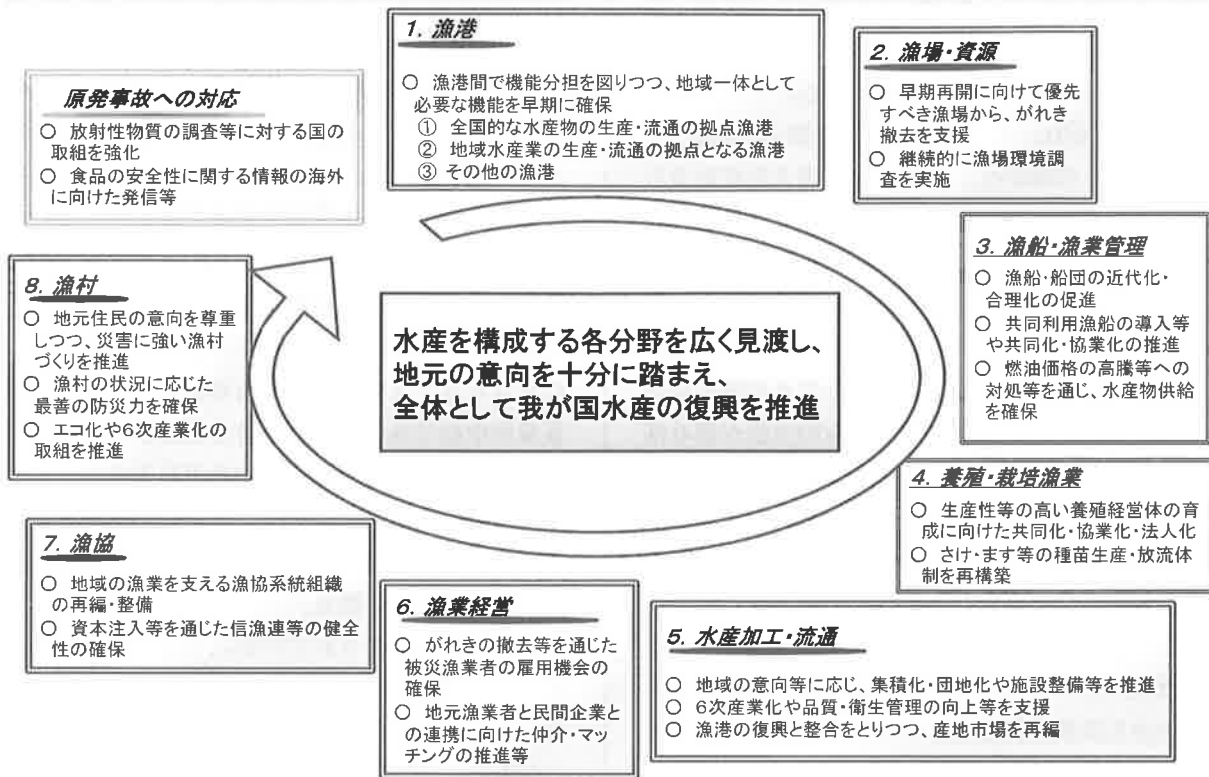 1. 漁港
○ 漁港間で機能分担を図りつつ、地域一体として
必要な機能を早期に確保
① 全国的な水産物の生産・流通の拠点漁港
② 地域水産業の生産・流通の拠点となる漁港
③ その他の漁港
2. 漁場・資源
○ 早期再開に向けて優先
すべき漁場から、がれき
撤去を支援
○ 継続的に漁場環境調
査を実施
原発事故への対応
○ 放射性物質の調査等に対する国の
取組を強化
○ 食品の安全性に関する情報の海外
に向けた発信等
3. 漁船・漁業管理
○ 漁船・船団の近代化・
合理化の促進
○ 共同利用漁船の導入等
や共同化・協業化の推進
○ 燃油価格の高騰等への
対処等を通じ、水産物供給
を確保
8. 漁村
○ 地元住民の意向を尊重
しつつ、災害に強い漁村
づくりを推進
○ 漁村の状況に応じた
最善の防災力を確保
○ エコ化や6次産業化の
取組を推進
水産を構成する各分野を広く見渡し、
地元の意向を十分に踏まえ、
全体として我が国水産の復興を推進
4. 養殖・栽培漁業
○ 生産性等の高い養殖経営体の育
成に向けた共同化・協業化・法人化
○ さけ・ます等の種苗生産・放流体
制を再構築
7. 漁協
○ 地域の漁業を支える漁協系統組織
の再編・整備
○ 資本注入等を通じた信漁連等の健全
性の確保
6. 漁業経営
○ がれきの撤去等を通じた
被災漁業者の雇用機会の
確保
○ 地元漁業者と民間企業と
の連携に向けた仲介・マッ
チングの推進等
5. 水産加工・流通
○ 地域の意向等に応じ、集積化・団地化や施設整備等を推進
○ 6次産業化や品質・衛生管理の向上等を支援
○ 漁港の復興と整合をとりつつ、産地市場を再編